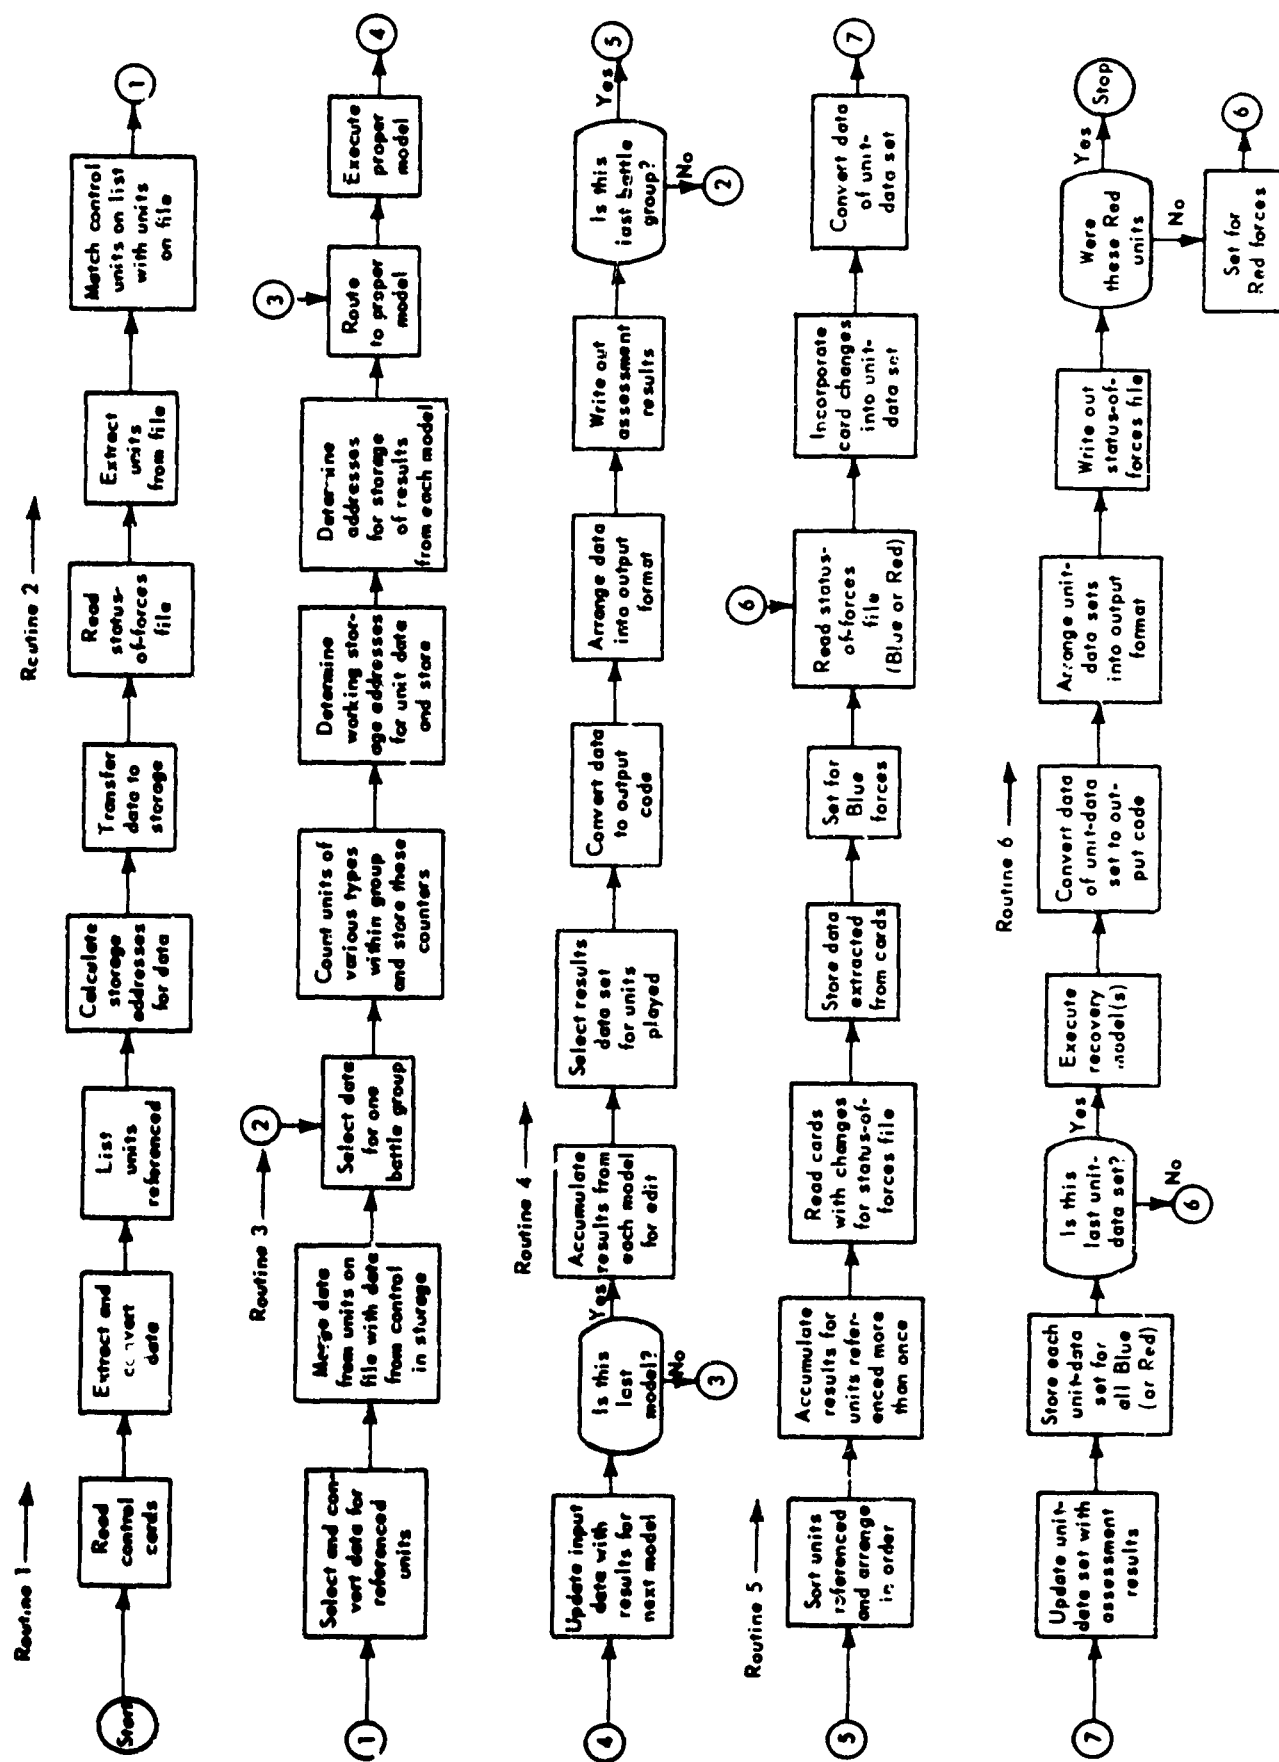 Routine 1
Start
Read
control
cards
Extract and
convert
data
List
units
referenced
Calculate
storage
addresses
for data
Transfer
data to
storage
Routine 2
Read
status-
of-forces
file
Extract
units
from file
Match control
units on list
with units
on file
1
1
Select and con-
vert data for
referenced
units
Merge data
from units on
file with data
from control
in storage
Routine 3
2
Select data
for one
battle group
Count units of
various types
within group
and store these
counters
Determine
working stor-
age addresses
for unit data
and store
Determine
addresses
for storage
of results
from each model
3
Route
to proper
model
Execute
proper
model
4
4
Update input
data with
results for
next model
Is this
last
model?
Yes
No
3
Routine 4
Accumulate
results from
each model
for edit
Select results
data set
for units
played
Convert data
to output
code
Arrange data
into output
format
Write out
assessment
results
Is this
last battle
group?
Yes
5
No
2
Routine 5
5
Sort units
referenced
and arrange
in order
Accumulate
results for
units refer-
enced more
than once
Read cards
with changes
for status-of-
forces file
Store data
extracted
from cards
Set for
Blue
forces
6
Read status-
of-forces
file
(Blue or Red)
Incorporate
card changes
into unit-
data set
Convert data
of unit-
data set
7
7
Update unit-
data set with
assessment
results
Store each
unit-data
set for
all Blue
(or Red)
Is this
last unit-
data set?
Yes
No
6
Execute
recovery
model(s)
Routine 6
Convert data
of unit-data
set to out-
put code
Arrange unit-
data sets
into output
format
Write out
status-of-
forces file
Were
these Red
units
Yes
Stop
No
Set for
Red forces
6